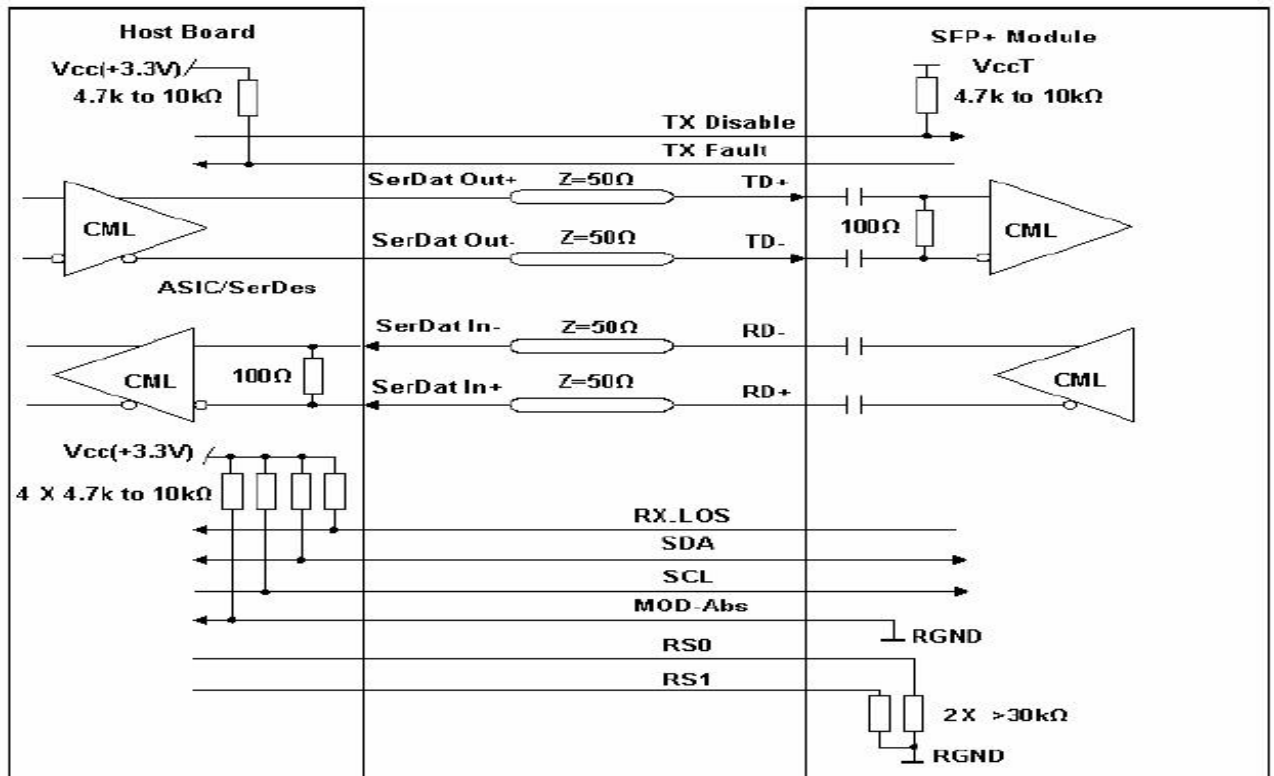 Host Board
SFP+ Module
Vcc(+3.3V)
4.7k to 10kΩ
VccT
4.7k to 10kΩ
TX Disable
TX Fault
SerDat Out+
Z=50Ω
TD+
CML
100Ω
CML
SerDat Out-
Z=50Ω
TD-
ASIC/SerDes
SerDat In-
Z=50Ω
RD-
CML
100Ω
CML
SerDat In+
Z=50Ω
RD+
Vcc(+3.3V)
4 X 4.7k to 10kΩ
RX_LOS
SDA
SCL
MOD-Abs
RGND
RS0
RS1
2X >30kΩ
RGND